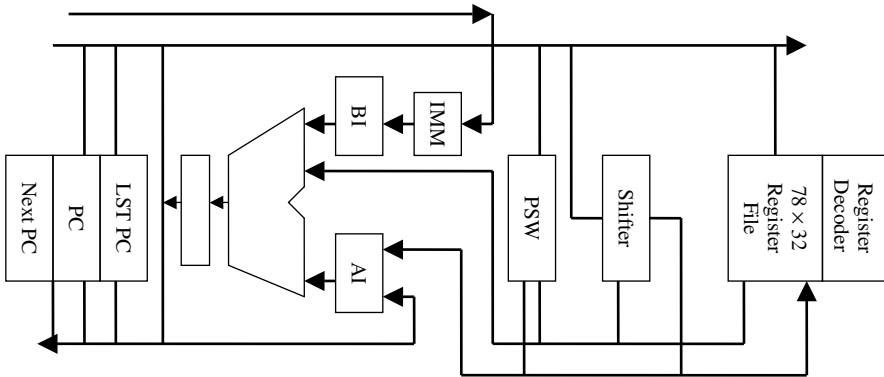 Register
Decoder
78 × 32
Register
File
Shifter
PSW
IMM
BI
AI
LST PC
PC
Next PC